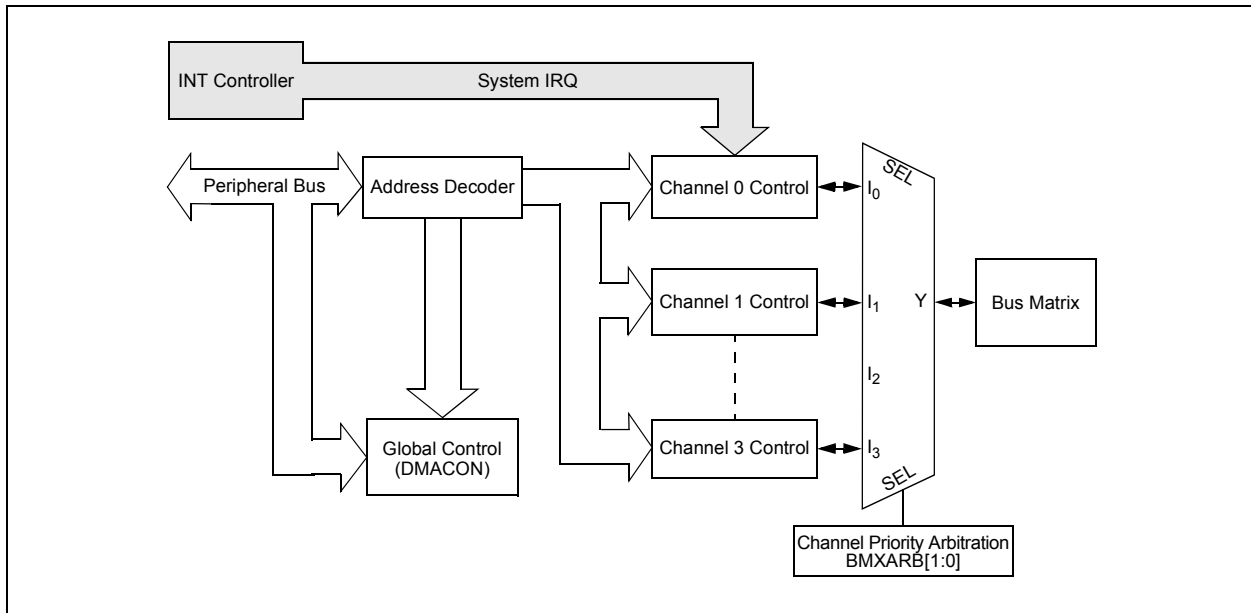 INT Controller
System IRQ
Peripheral Bus
Address Decoder
Channel 0 Control
I0
SEL
Channel 1 Control
I1
Y
Bus Matrix
I2
Global Control
(DMACON)
Channel 3 Control
I3
SEL
Channel Priority Arbitration
BMXARB[1:0]